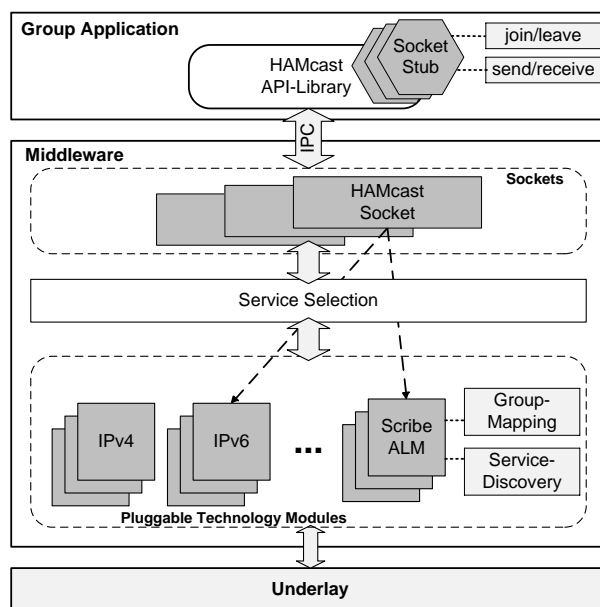 Group Application
HAMcast
API-Library
Socket
Stub
join/leave
send/receive
IPC
Middleware
Sockets
HAMcast
Socket
Service Selection
IPv4
IPv6
...
Scribe
ALM
Group-
Mapping
Service-
Discovery
Pluggable Technology Modules
Underlay